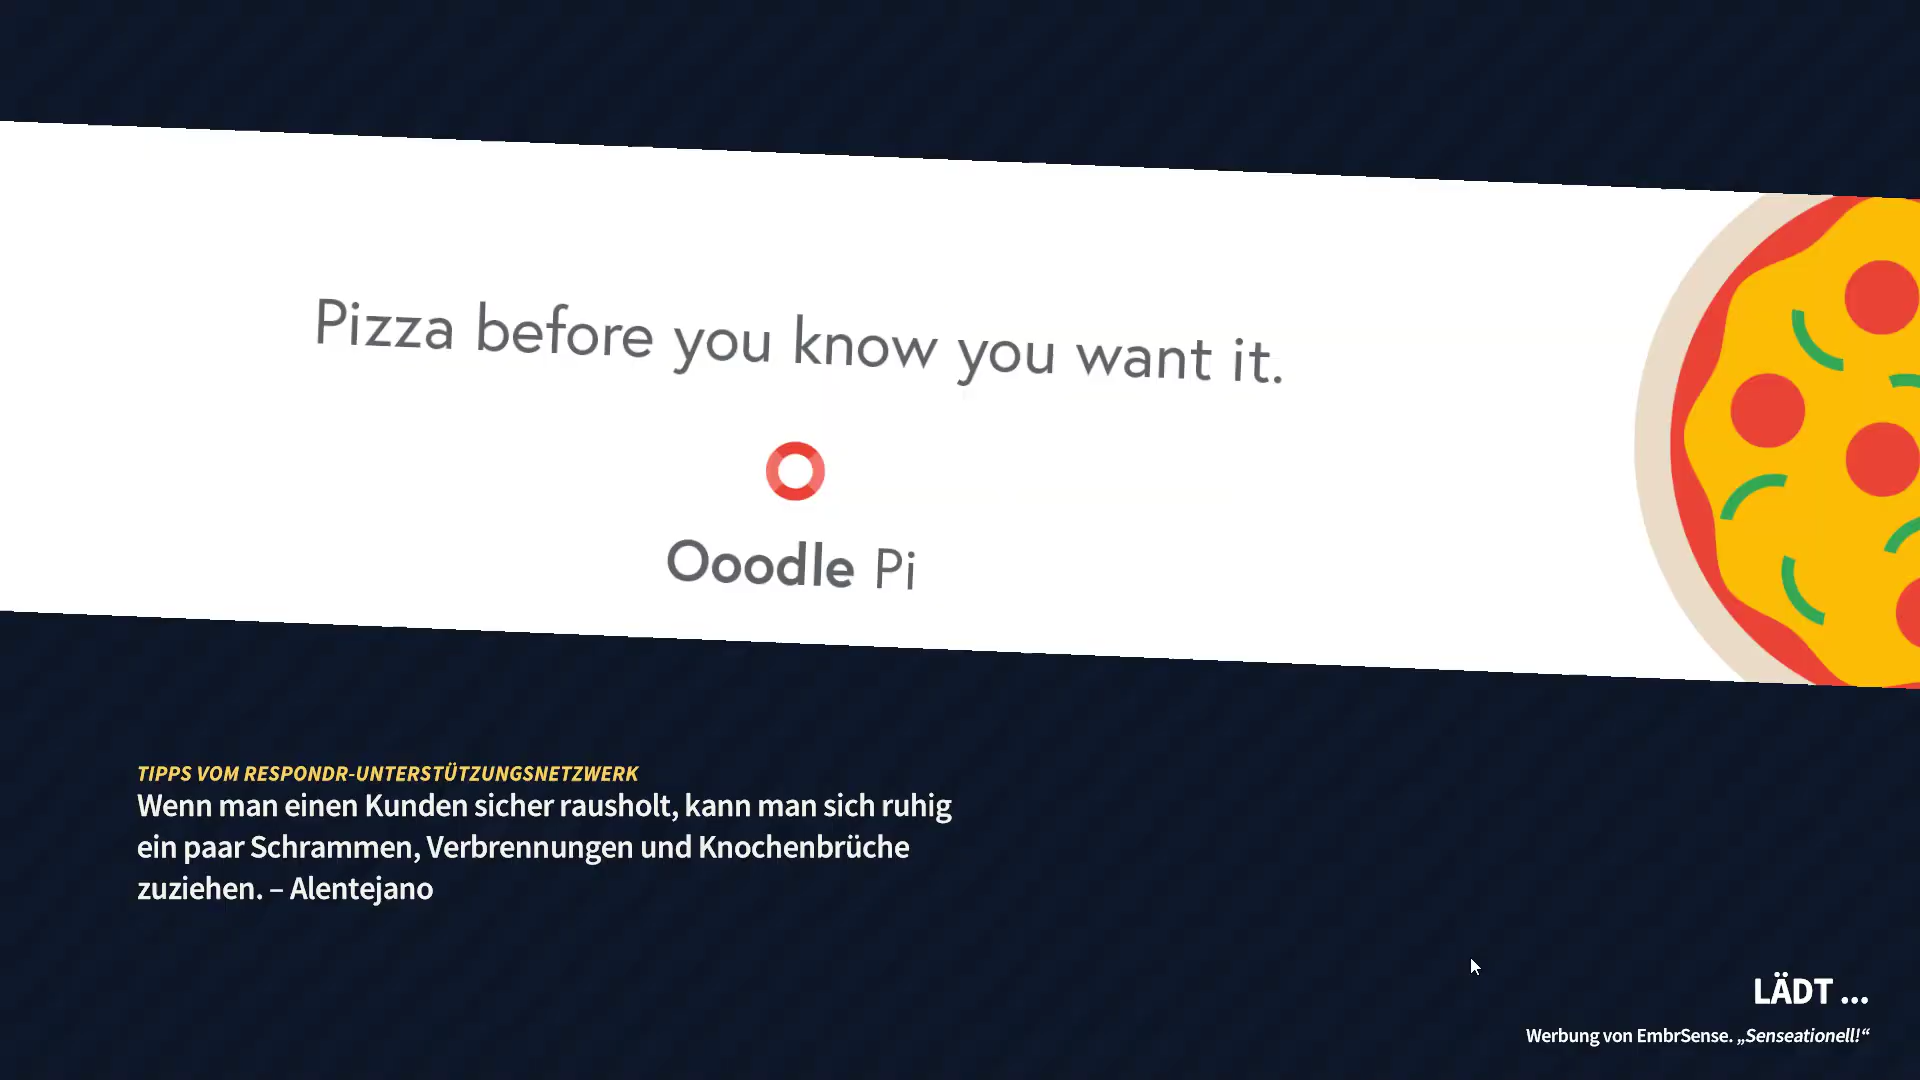 Pizza before you know you want it.
Ooodle Pi
TIPPS VOM RESPONDR-UNTERSTÜTZUNGSNETZWERK
Wenn man einen Kunden sicher rausholt, kann man sich ruhig
ein paar Schrammen, Verbrennungen und Knochenbrüche
zuziehen. – Alentejano
LÄDT ...
Werbung von EmbrSense. „Senseationell!“